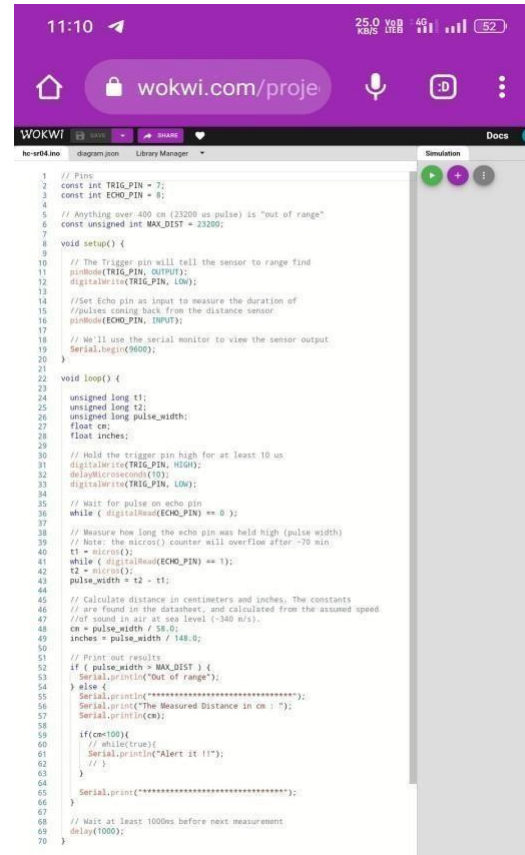 11:10
25.0 KB/S Vo LTE 4G 52
wokwi.com/proje
:D
WOKWI SAVE SHARE Docs
hc-sr04.ino diagram.json Library Manager Simulation
1 // Pins
2 const int TRIG_PIN = 7;
3 const int ECHO_PIN = 8;
4
5 // Anything over 400 cm (23200 us pulse) is "out of range"
6 const unsigned int MAX_DIST = 23200;
7
8 void setup() {
9
10 // The Trigger pin will tell the sensor to range find
11 pinMode(TRIG_PIN, OUTPUT);
12 digitalWrite(TRIG_PIN, LOW);
13
14 //Set Echo pin as input to measure the duration of
15 //pulses coming back from the distance sensor
16 pinMode(ECHO_PIN, INPUT);
17
18 // We'll use the serial monitor to view the sensor output
19 Serial.begin(9600);
20 }
21
22 void loop() {
23
24 unsigned long t1;
25 unsigned long t2;
26 unsigned long pulse_width;
27 float cm;
28 float inches;
29
30 // Hold the trigger pin high for at least 10 us
31 digitalWrite(TRIG_PIN, HIGH);
32 delayMicroseconds(10);
33 digitalWrite(TRIG_PIN, LOW);
34
35 // Wait for pulse on echo pin
36 while ( digitalRead(ECHO_PIN) == 0 );
37
38 // Measure how long the echo pin was held high (pulse width)
39 // Note: the micros() counter will overflow after ~70 min
40 t1 = micros();
41 while ( digitalRead(ECHO_PIN) == 1);
42 t2 = micros();
43 pulse_width = t2 - t1;
44
45 // Calculate distance in centimeters and inches. The constants
46 // are found in the datasheet, and calculated from the assumed speed
47 //of sound in air at sea level (~340 m/s).
48 cm = pulse_width / 58.0;
49 inches = pulse_width / 148.0;
50
51 // Print out results
52 if ( pulse_width > MAX_DIST ) {
53 Serial.println("Out of range");
54 } else {
55 Serial.println("********************************");
56 Serial.print("The Measured Distance in cm : ");
57 Serial.println(cm);
58
59 if(cm<100){
60 // while(true){
61 Serial.println("Alert it !!");
62 // }
63 }
64
65 Serial.print("********************************");
66 }
67
68 // Wait at least 1000ms before next measurement
69 delay(1000);
70 }